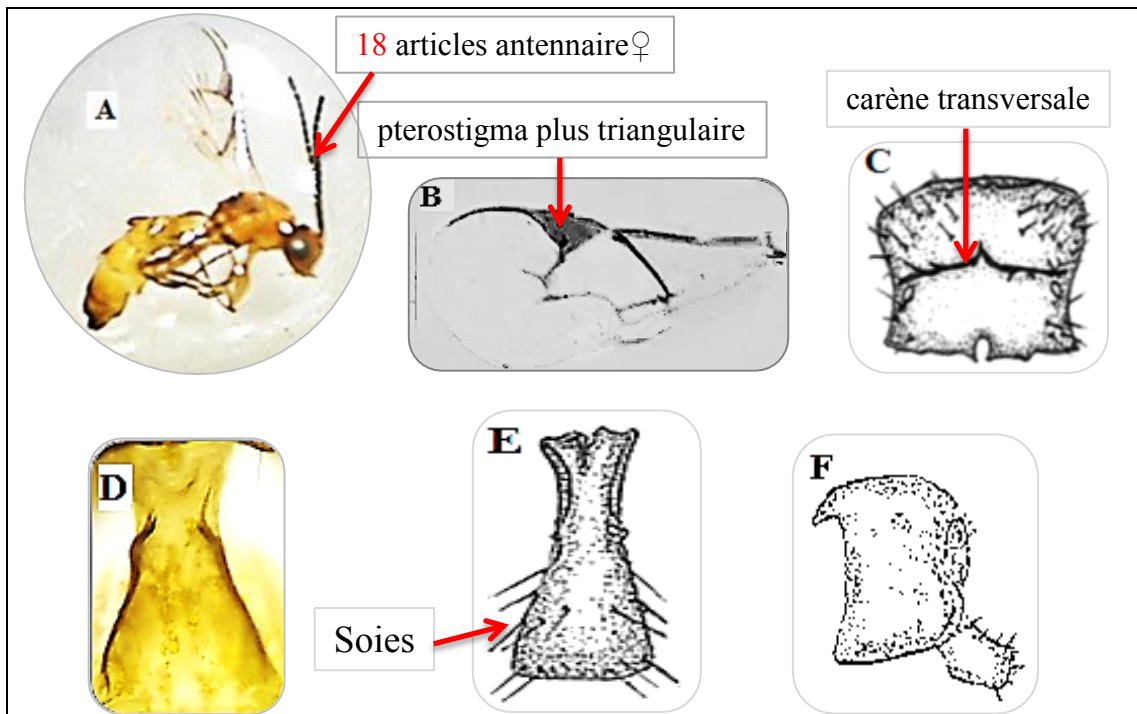 18 articles antennaire♀
A
pterostigma plus triangulaire
carène transversale
B
C
D
E
F
Soies